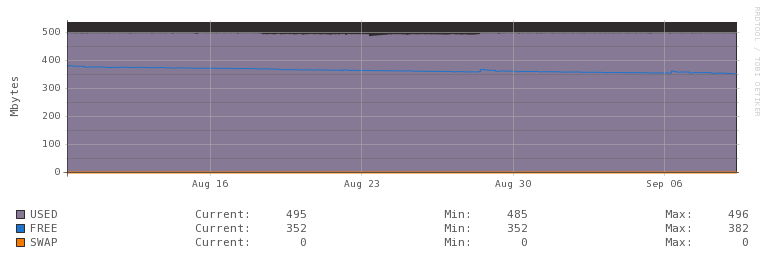 RRDTOOL / TOBI OETIKER
Mbytes
500
400
300
200
100
0
Aug 16 Aug 23 Aug 30 Sep 06
USED Current: 495 Min: 485 Max: 496
FREE Current: 352 Min: 352 Max: 382
SWAP Current: 0 Min: 0 Max: 0